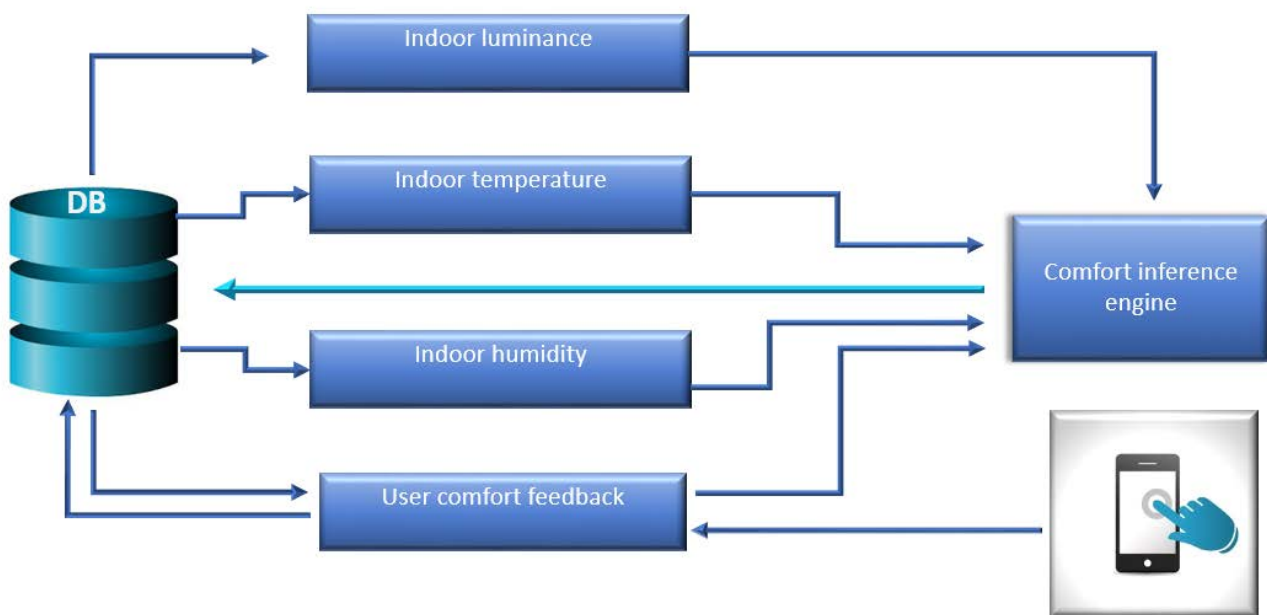 Indoor luminance
Indoor temperature
DB
Comfort inference
engine
Indoor humidity
User comfort feedback